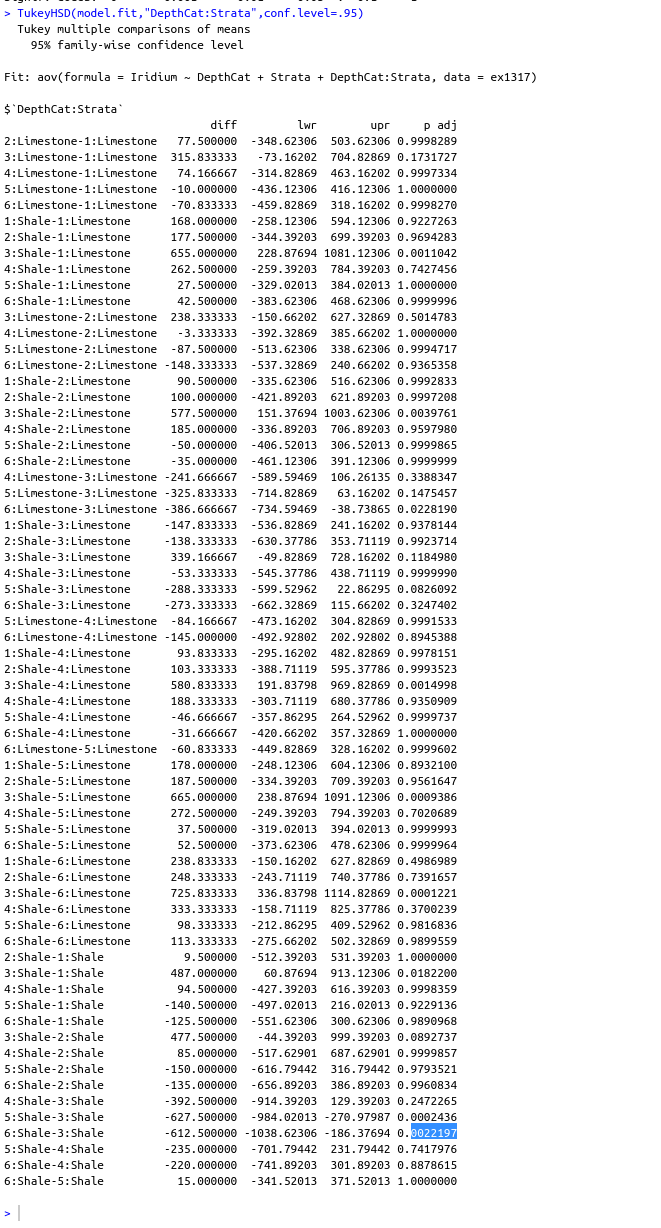 > TukeyHSD(model.fit,"DepthCat:Strata",conf.level=.95)
  Tukey multiple comparisons of means
    95% family-wise confidence level

Fit: aov(formula = Iridium ~ DepthCat + Strata + DepthCat:Strata, data = ex1317)

$`DepthCat:Strata`
                              diff         lwr        upr     p adj
2:Limestone-1:Limestone   77.500000  -348.62306  503.62306 0.9998289
3:Limestone-1:Limestone  315.833333   -73.16202  704.82869 0.1731727
4:Limestone-1:Limestone   74.166667  -314.82869  463.16202 0.9997334
5:Limestone-1:Limestone  -10.000000  -436.12306  416.12306 1.0000000
6:Limestone-1:Limestone  -70.833333  -459.82869  318.16202 0.9998270
1:Shale-1:Limestone      168.000000  -258.12306  594.12306 0.9227263
2:Shale-1:Limestone      177.500000  -344.39203  699.39203 0.9694283
3:Shale-1:Limestone      655.000000   228.87694 1081.12306 0.0011042
4:Shale-1:Limestone      262.500000  -259.39203  784.39203 0.7427456
5:Shale-1:Limestone       27.500000  -329.02013  384.02013 1.0000000
6:Shale-1:Limestone       42.500000  -383.62306  468.62306 0.9999996
3:Limestone-2:Limestone  238.333333  -150.66202  627.32869 0.5014783
4:Limestone-2:Limestone   -3.333333  -392.32869  385.66202 1.0000000
5:Limestone-2:Limestone  -87.500000  -513.62306  338.62306 0.9994717
6:Limestone-2:Limestone -148.333333  -537.32869  240.66202 0.9365358
1:Shale-2:Limestone       90.500000  -335.62306  516.62306 0.9992833
2:Shale-2:Limestone      100.000000  -421.89203  621.89203 0.9997208
3:Shale-2:Limestone      577.500000   151.37694 1003.62306 0.0039761
4:Shale-2:Limestone      185.000000  -336.89203  706.89203 0.9597980
5:Shale-2:Limestone      -50.000000  -406.52013  306.52013 0.9999865
6:Shale-2:Limestone      -35.000000  -461.12306  391.12306 0.9999999
4:Limestone-3:Limestone -241.666667  -589.59469  106.26135 0.3388347
5:Limestone-3:Limestone -325.833333  -714.82869   63.16202 0.1475457
6:Limestone-3:Limestone -386.666667  -734.59469  -38.73865 0.0228190
1:Shale-3:Limestone     -147.833333  -536.82869  241.16202 0.9378144
2:Shale-3:Limestone     -138.333333  -630.37786  353.71119 0.9923714
3:Shale-3:Limestone      339.166667   -49.82869  728.16202 0.1184980
4:Shale-3:Limestone      -53.333333  -545.37786  438.71119 0.9999990
5:Shale-3:Limestone     -288.333333  -599.52962   22.86295 0.0826092
6:Shale-3:Limestone     -273.333333  -662.32869  115.66202 0.3247402
5:Limestone-4:Limestone  -84.166667  -473.16202  304.82869 0.9991533
6:Limestone-4:Limestone -145.000000  -492.92802  202.92802 0.8945388
1:Shale-4:Limestone       93.833333  -295.16202  482.82869 0.9978151
2:Shale-4:Limestone      103.333333  -388.71119  595.37786 0.9993523
3:Shale-4:Limestone      580.833333   191.83798  969.82869 0.0014998
4:Shale-4:Limestone      188.333333  -303.71119  680.37786 0.9350909
5:Shale-4:Limestone      -46.666667  -357.86295  264.52962 0.9999737
6:Shale-4:Limestone      -31.666667  -420.66202  357.32869 1.0000000
6:Limestone-5:Limestone  -60.833333  -449.82869  328.16202 0.9999602
1:Shale-5:Limestone      178.000000  -248.12306  604.12306 0.8932100
2:Shale-5:Limestone      187.500000  -334.39203  709.39203 0.9561647
3:Shale-5:Limestone      665.000000   238.87694 1091.12306 0.0009386
4:Shale-5:Limestone      272.500000  -249.39203  794.39203 0.7020689
5:Shale-5:Limestone       37.500000  -319.02013  394.02013 0.9999993
6:Shale-5:Limestone       52.500000  -373.62306  478.62306 0.9999964
1:Shale-6:Limestone      238.833333  -150.16202  627.82869 0.4986989
2:Shale-6:Limestone      248.333333  -243.71119  740.37786 0.7391657
3:Shale-6:Limestone      725.833333   336.83798 1114.82869 0.0001221
4:Shale-6:Limestone      333.333333  -158.71119  825.37786 0.3700239
5:Shale-6:Limestone       98.333333  -212.86295  409.52962 0.9816836
6:Shale-6:Limestone      113.333333  -275.66202  502.32869 0.9899559
2:Shale-1:Shale            9.500000  -512.39203  531.39203 1.0000000
3:Shale-1:Shale          487.000000    60.87694  913.12306 0.0182200
4:Shale-1:Shale           94.500000  -427.39203  616.39203 0.9998359
5:Shale-1:Shale         -140.500000  -497.02013  216.02013 0.9229136
6:Shale-1:Shale         -125.500000  -551.62306  300.62306 0.9890968
3:Shale-2:Shale          477.500000   -44.39203  999.39203 0.0892737
4:Shale-2:Shale           85.000000  -517.62901  687.62901 0.9999857
5:Shale-2:Shale         -150.000000  -616.79442  316.79442 0.9793521
6:Shale-2:Shale         -135.000000  -656.89203  386.89203 0.9960834
4:Shale-3:Shale         -392.500000  -914.39203  129.39203 0.2472265
5:Shale-3:Shale         -627.500000  -984.02013 -270.97987 0.0002436
6:Shale-3:Shale         -612.500000 -1038.62306 -186.37694 0.0022197
5:Shale-4:Shale         -235.000000  -701.79442  231.79442 0.7417976
6:Shale-4:Shale         -220.000000  -741.89203  301.89203 0.8878615
6:Shale-5:Shale           15.000000  -341.52013  371.52013 1.0000000

>